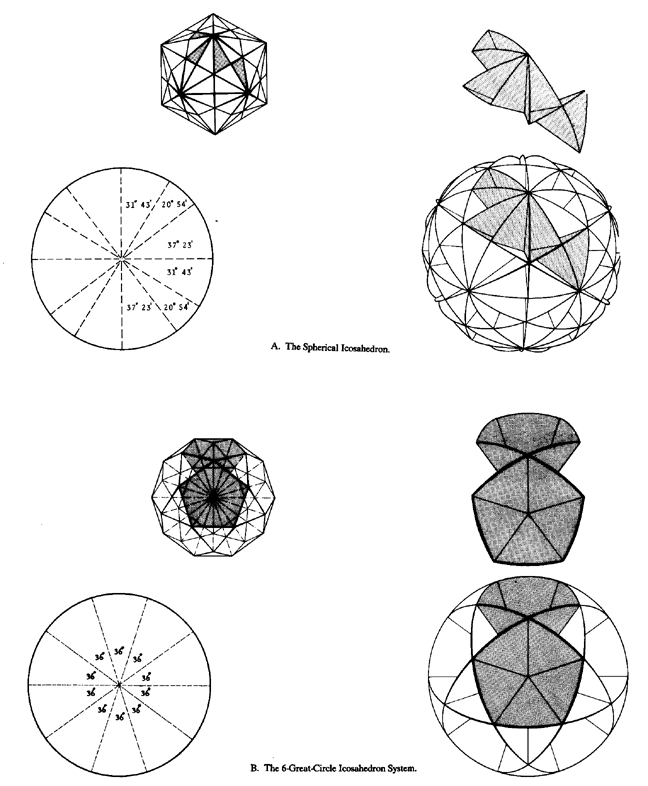 31° 43' 20° 54'
37° 23'
31° 43'
37° 23' 20° 54'
A. The Spherical Icosahedron.
36°
36° 36°
36° 36°
36° 36°
36° 36°
36°
B. The 6-Great-Circle Icosahedron System.